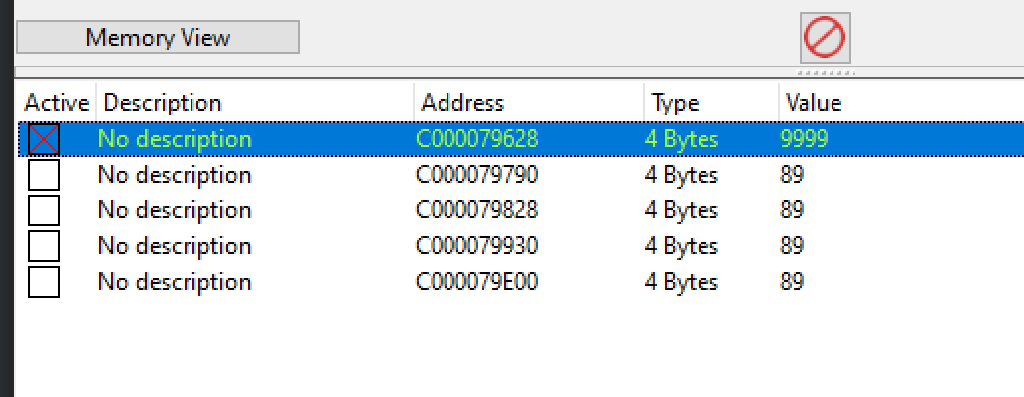 Memory View
Active Description Address Type Value
No description C000079628 4 Bytes 9999
No description C000079790 4 Bytes 89
No description C000079828 4 Bytes 89
No description C000079930 4 Bytes 89
No description C000079E00 4 Bytes 89